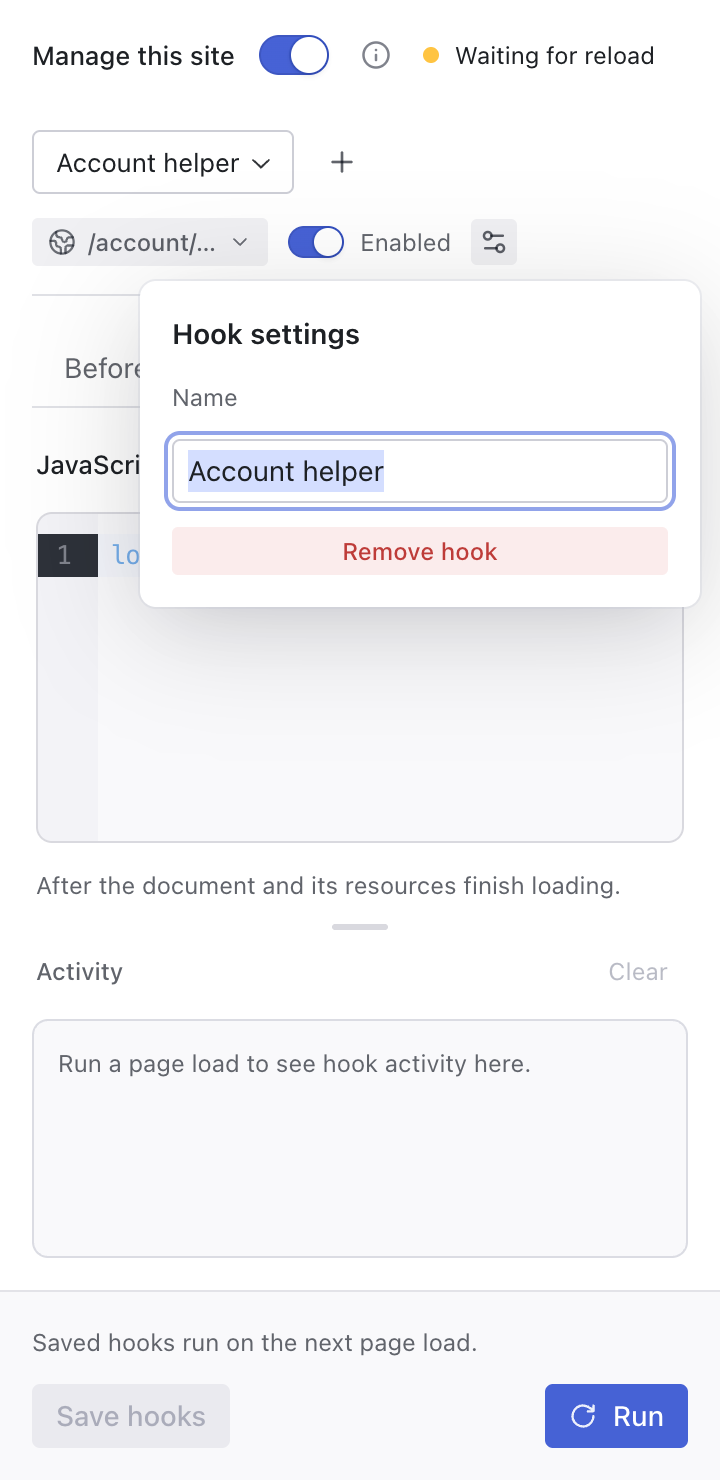 Manage this site
Waiting for reload
Account helper
/account/...
Enabled
Hook settings
Before
Name
JavaScri
Account helper
1 lo
Remove hook
After the document and its resources finish loading.
Activity
Clear
Run a page load to see hook activity here.
Saved hooks run on the next page load.
Save hooks
Run